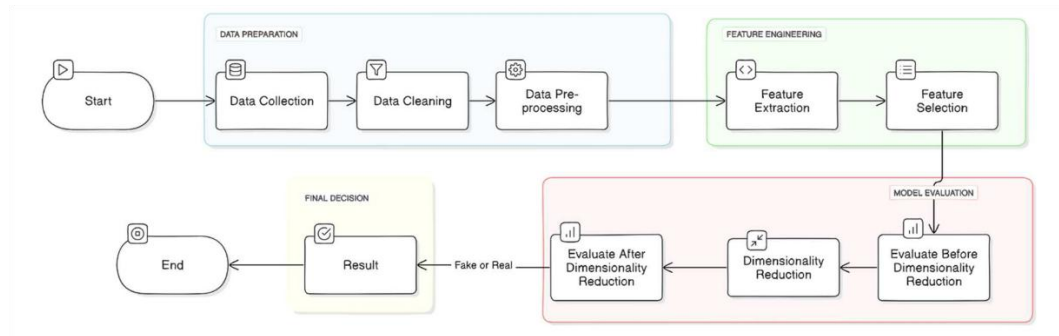 DATA PREPARATION
FEATURE ENGINEERING
Start
Data Collection
Data Cleaning
Data Pre-
processing
Feature
Extraction
Feature
Selection
FINAL DECISION
MODEL EVALUATION
End
Result
Fake or Real
Evaluate After
Dimensionality
Reduction
Dimensionality
Reduction
Evaluate Before
Dimensionality
Reduction